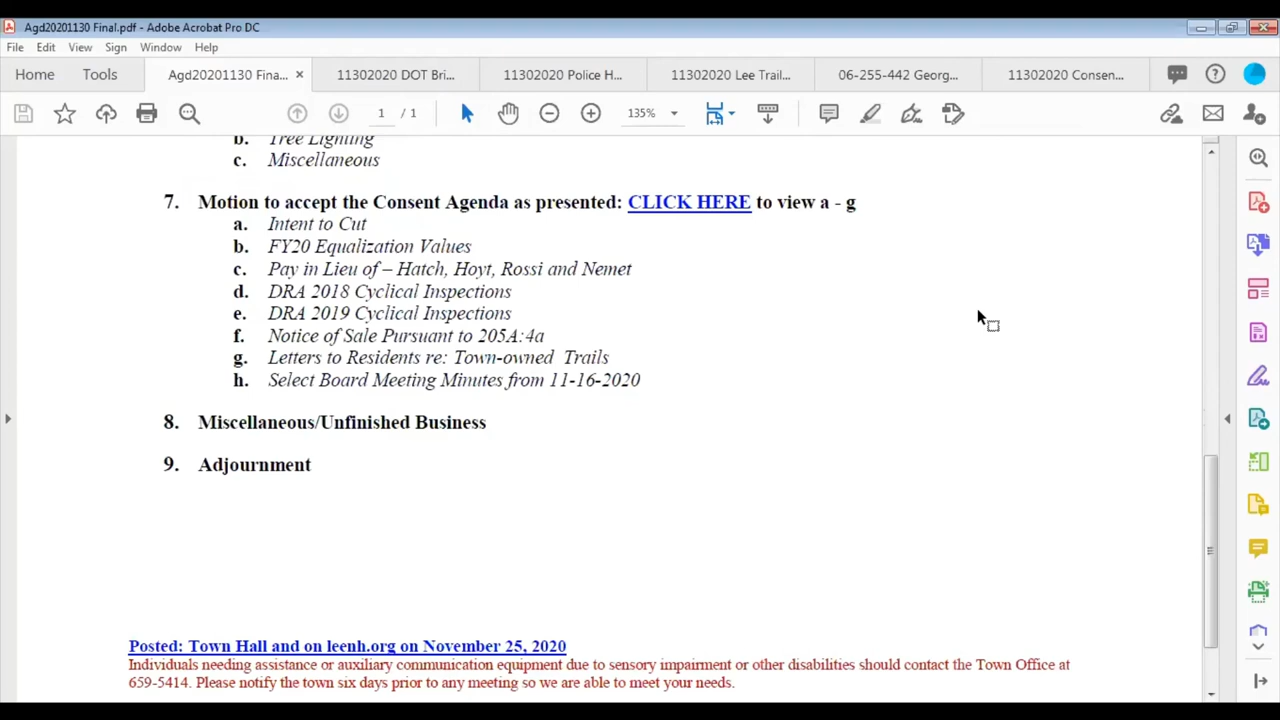 Agd20201130 Final.pdf - Adobe Acrobat Pro DC
File Edit View Sign Window Help
Home Tools Agd20201130 Fina... × 11302020 DOT Bri... 11302020 Police H... 11302020 Lee Trail... 06-255-442 Georg... 11302020 Consen...
1 / 1 135%
b. Tree Lighting
c. Miscellaneous
7. Motion to accept the Consent Agenda as presented: CLICK HERE to view a - g
a. Intent to Cut
b. FY20 Equalization Values
c. Pay in Lieu of – Hatch, Hoyt, Rossi and Nemet
d. DRA 2018 Cyclical Inspections
e. DRA 2019 Cyclical Inspections
f. Notice of Sale Pursuant to 205A:4a
g. Letters to Residents re: Town-owned Trails
h. Select Board Meeting Minutes from 11-16-2020
8. Miscellaneous/Unfinished Business
9. Adjournment
Posted: Town Hall and on leenh.org on November 25, 2020
Individuals needing assistance or auxiliary communication equipment due to sensory impairment or other disabilities should contact the Town Office at
659-5414. Please notify the town six days prior to any meeting so we are able to meet your needs.